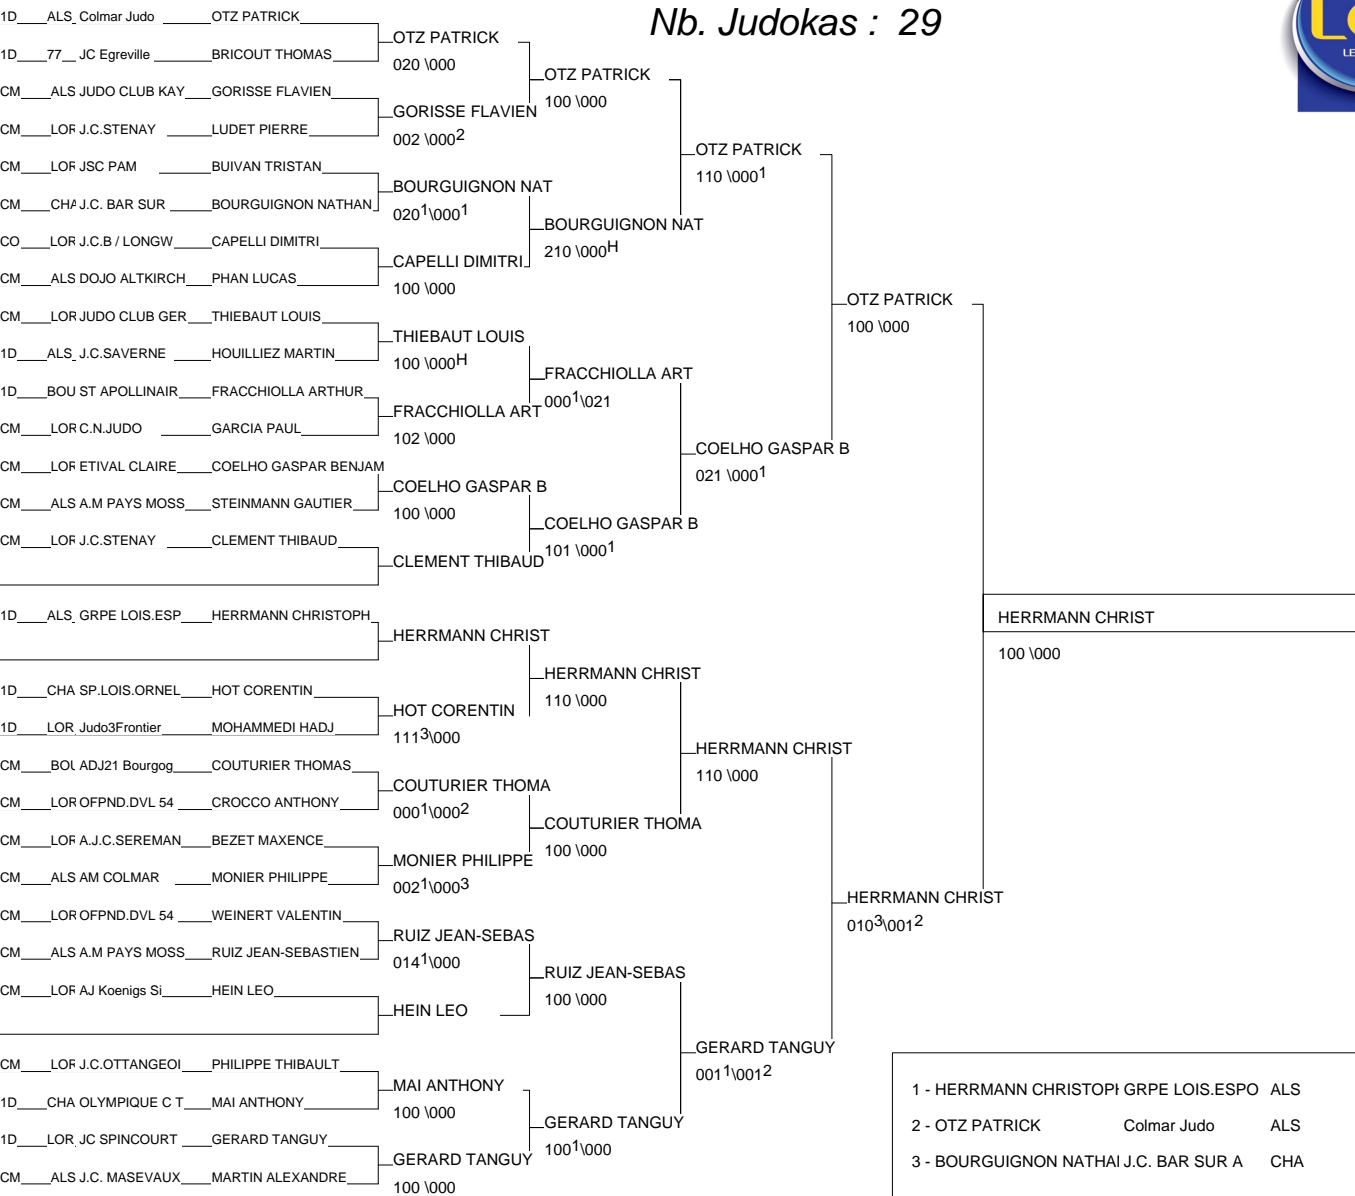 Nb. Judokas : 29
1D ALS Colmar Judo OTZ PATRICK
1D 77 JC Egreville BRICOUT THOMAS
CM ALS JUDO CLUB KAY GORISSE FLAVIEN
CM LOR J.C.STENAY LUDET PIERRE
CM LOR JSC PAM BUIVAN TRISTAN
CM CHA J.C. BAR SUR BOURGUIGNON NATHAN
CO LOR J.C.B / LONGW CAPELLI DIMITRI
CM ALS DOJO ALTKIRCH PHAN LUCAS
CM LOR JUDO CLUB GER THIEBAUT LOUIS
1D ALS J.C.SAVERNE HOUILLIEZ MARTIN
1D BOU ST APOLLINAIR FRACCHIOLLA ARTHUR
CM LOR C.N.JUDO GARCIA PAUL
CM LOR ETIVAL CLAIRE COELHO GASPAR BENJAM
CM ALS A.M PAYS MOSS STEINMANN GAUTIER
CM LOR J.C.STENAY CLEMENT THIBAUD
1D ALS GRPE LOIS.ESP HERRMANN CHRISTOPH
1D CHA SP.LOIS.ORNEL HOT CORENTIN
1D LOR Judo3Frontier MOHAMMEDI HADJ
CM BOU ADJ21 Bourgog COUTURIER THOMAS
CM LOR OFPND.DVL 54 CROCCO ANTHONY
CM LOR A.J.C.SEREMAN BEZET MAXENCE
CM ALS AM COLMAR MONIER PHILIPPE
CM LOR OFPND.DVL 54 WEINERT VALENTIN
CM ALS A.M PAYS MOSS RUIZ JEAN-SEBASTIEN
CM LOR AJ Koenigs Si HEIN LEO
CM LOR J.C.OTTANGEOI PHILIPPE THIBAULT
1D CHA OLYMPIQUE C T MAI ANTHONY
1D LOR JC SPINCOURT GERARD TANGUY
CM ALS J.C. MASEVAUX MARTIN ALEXANDRE
OTZ PATRICK
020 \000
GORISSE FLAVIEN
002 \000²
BOURGUIGNON NAT
020¹\000¹
CAPELLI DIMITRI
100 \000
THIEBAUT LOUIS
100 \000H
FRACCHIOLLA ART
102 \000
COELHO GASPAR B
100 \000
CLEMENT THIBAUD
HERRMANN CHRIST
HOT CORENTIN
111³\000
COUTURIER THOMA
000¹\000²
MONIER PHILIPPE
002¹\000³
RUIZ JEAN-SEBAS
014¹\000
HEIN LEO
MAI ANTHONY
100 \000
GERARD TANGUY
100 \000
OTZ PATRICK
100 \000
BOURGUIGNON NAT
210 \000H
FRACCHIOLLA ART
000¹\021
COELHO GASPAR B
101 \000¹
HERRMANN CHRIST
110 \000
COUTURIER THOMA
100 \000
RUIZ JEAN-SEBAS
100 \000
GERARD TANGUY
100¹\000
OTZ PATRICK
110 \000¹
COELHO GASPAR B
021 \000¹
HERRMANN CHRIST
110 \000
GERARD TANGUY
001¹\001²
OTZ PATRICK
100 \000
HERRMANN CHRIST
010³\001²
HERRMANN CHRIST
100 \000
1 - HERRMANN CHRISTOPH GRPE LOIS.ESPO ALS
2 - OTZ PATRICK Colmar Judo ALS
3 - BOURGUIGNON NATHAN J.C. BAR SUR A CHA